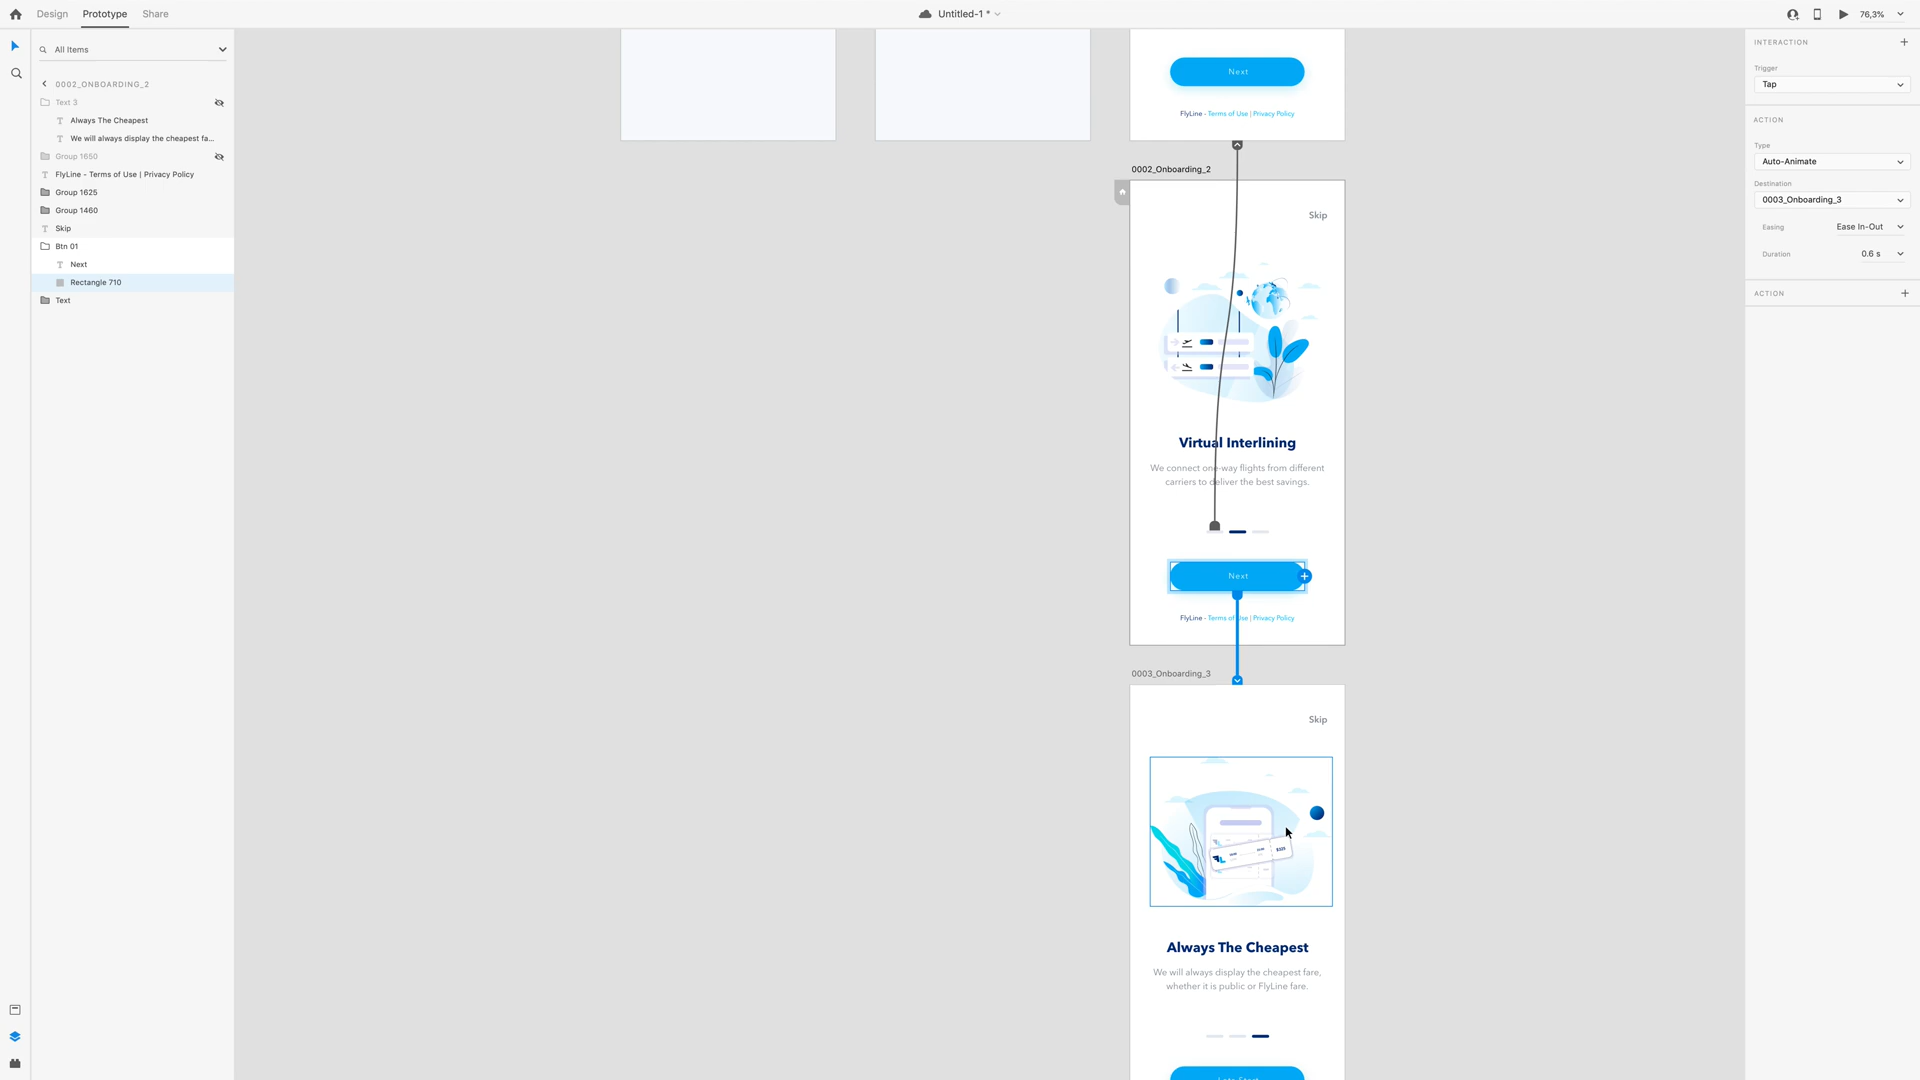 Design
Prototype
Share
Untitled-1 *
76,3%
All Items
0002_ONBOARDING_2
Text 3
Always The Cheapest
We will always display the cheapest fa...
Group 1650
FlyLine - Terms of Use | Privacy Policy
Group 1625
Group 1460
Skip
Btn 01
Next
Rectangle 710
Text
Next
FlyLine - Terms of Use | Privacy Policy
0002_Onboarding_2
Skip
Virtual Interlining
We connect one-way flights from different
carriers to deliver the best savings.
Next
FlyLine - Terms of Use | Privacy Policy
0003_Onboarding_3
Skip
$325
Always The Cheapest
We will always display the cheapest fare,
whether it is public or FlyLine fare.
INTERACTION
Trigger
Tap
ACTION
Type
Auto-Animate
Destination
0003_Onboarding_3
Easing
Ease In-Out
Duration
0.6 s
ACTION